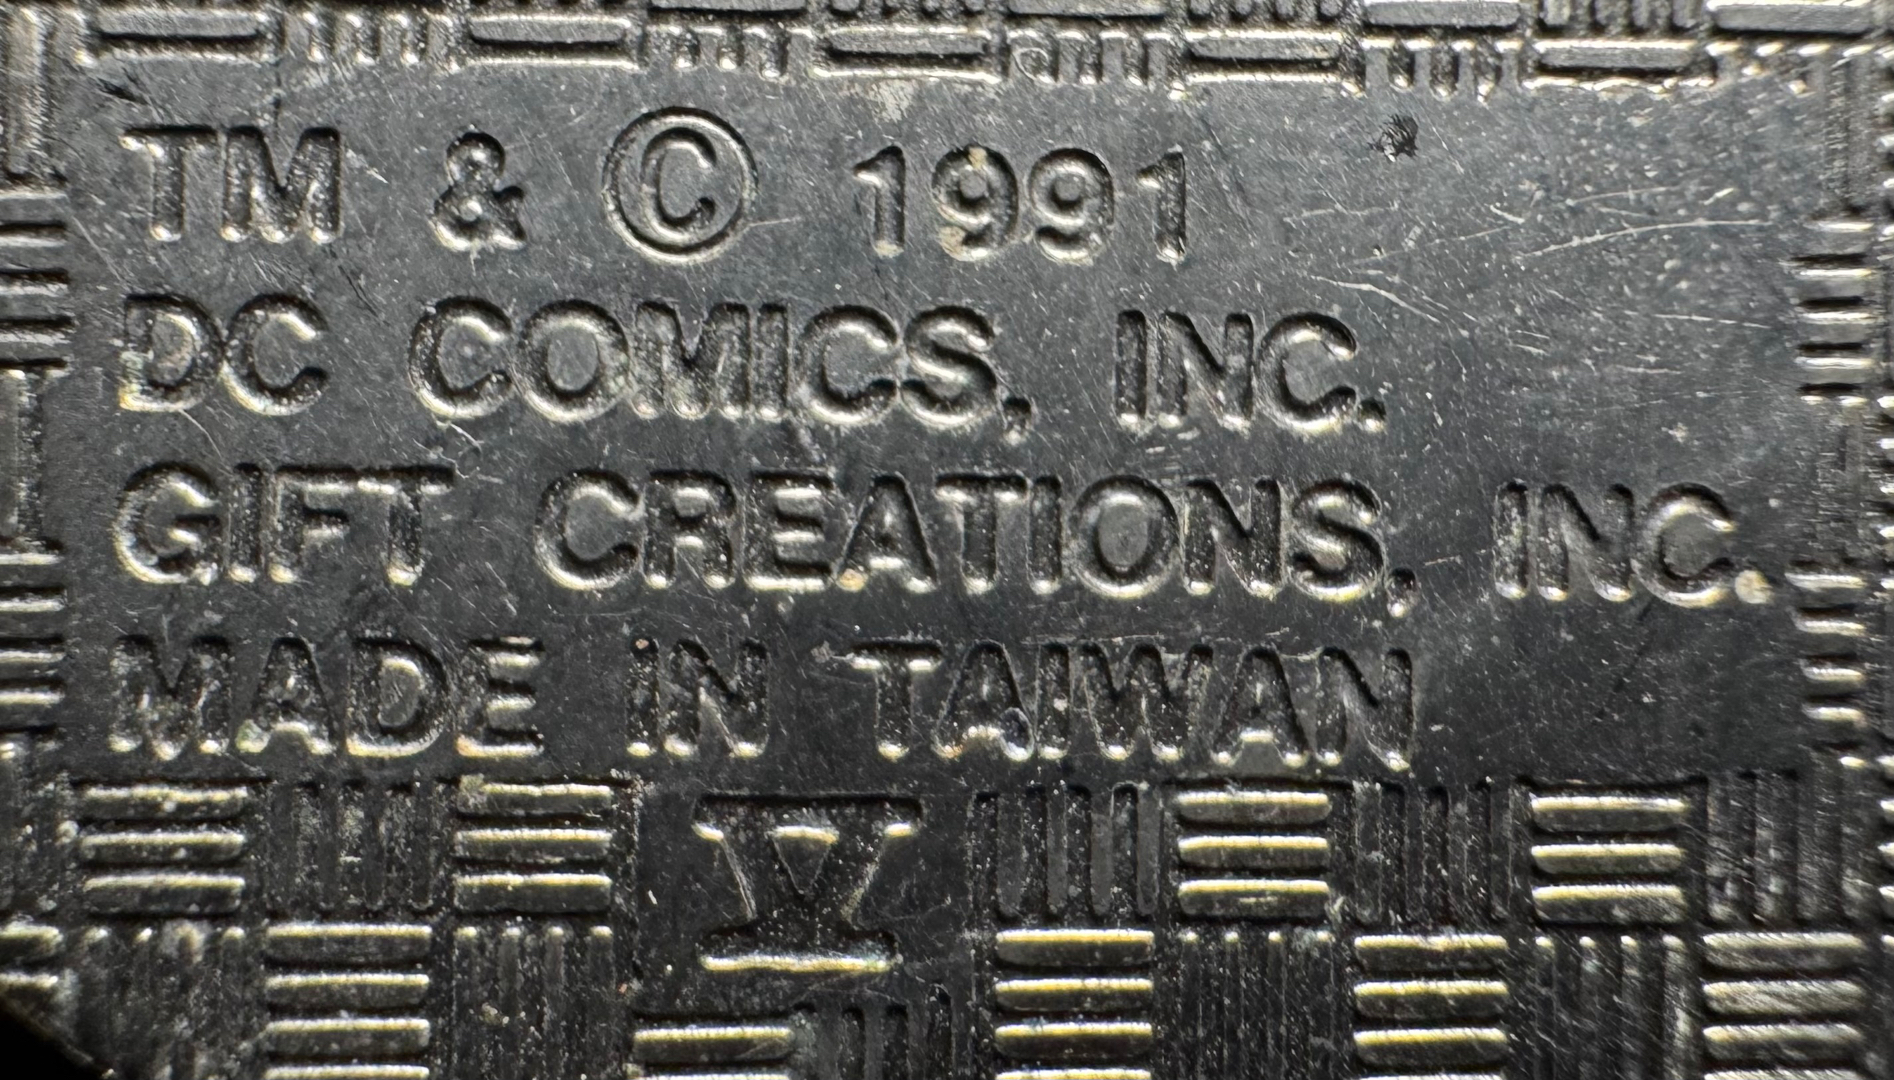 TM & © 1991
DC COMICS, INC.
GIFT CREATIONS, INC.
MADE IN TAIWAN